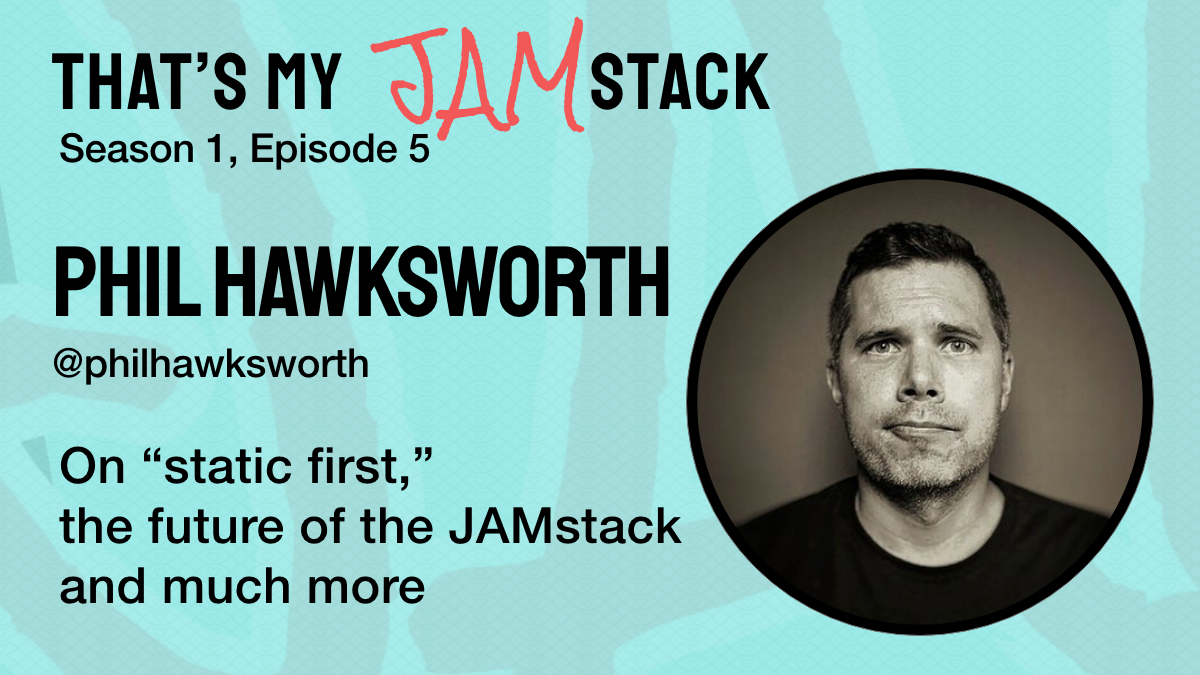 THAT’S MY JAMSTACK
Season 1, Episode 5
PHIL HAWKSWORTH
@philhawksworth
On “static first,”
the future of the JAMstack
and much more